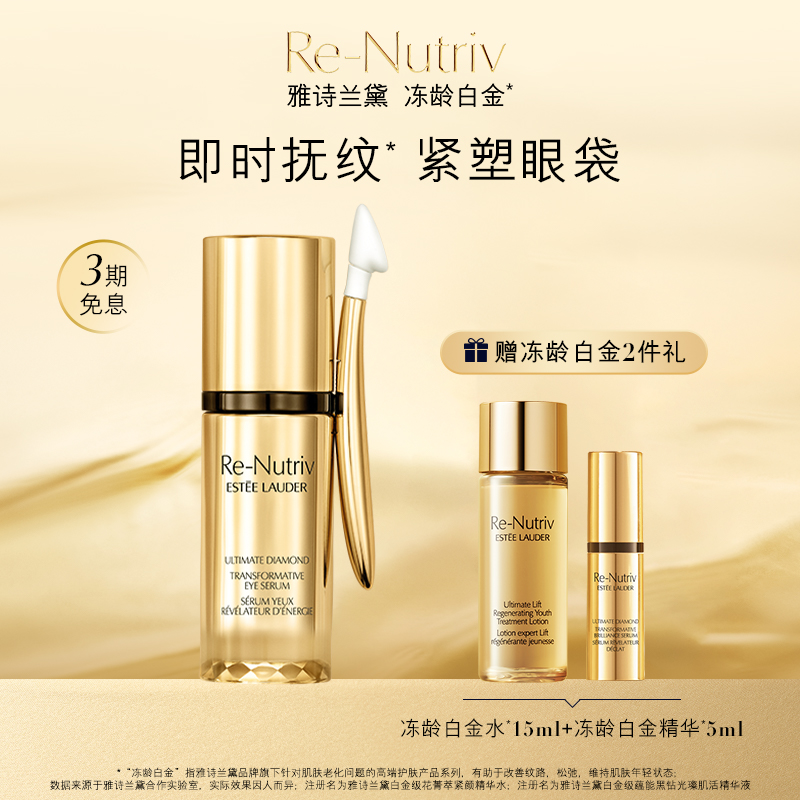 Re-Nutriv
雅诗兰黛 冻龄白金*
即时抚纹* 紧塑眼袋
3期
免息
赠冻龄白金2件礼
Re-Nutriv
ESTĒE LAUDER
ULTIMATE DIAMOND
TRANSFORMATIVE
EYE SERUM
SÉRUM YEUX
RÉVÉLATEUR D'ÉNERGIE
Re-Nutriv
ESTĒE LAUDER
Ultimate Lift
Regenerating Youth
Treatment Lotion
Lotion expert Lift
régénérante jeunesse
Re-Nutriv
ESTĒE LAUDER
ULTIMATE DIAMOND
TRANSFORMATIVE
BRILLIANCE SERUM
SÉRUM RÉVÉLATEUR
D'ÉCLAT
冻龄白金水*15ml+冻龄白金精华*5ml
*“冻龄白金”指雅诗兰黛品牌旗下针对肌肤老化问题的高端护肤产品系列，有助于改善纹路，松弛，维持肌肤年轻状态；
数据来源于雅诗兰黛合作实验室，实际效果因人而异；注册名为雅诗兰黛白金级花菁萃紧颜精华水；注册名为雅诗兰黛白金级蕴能黑钻光璨肌活精华液